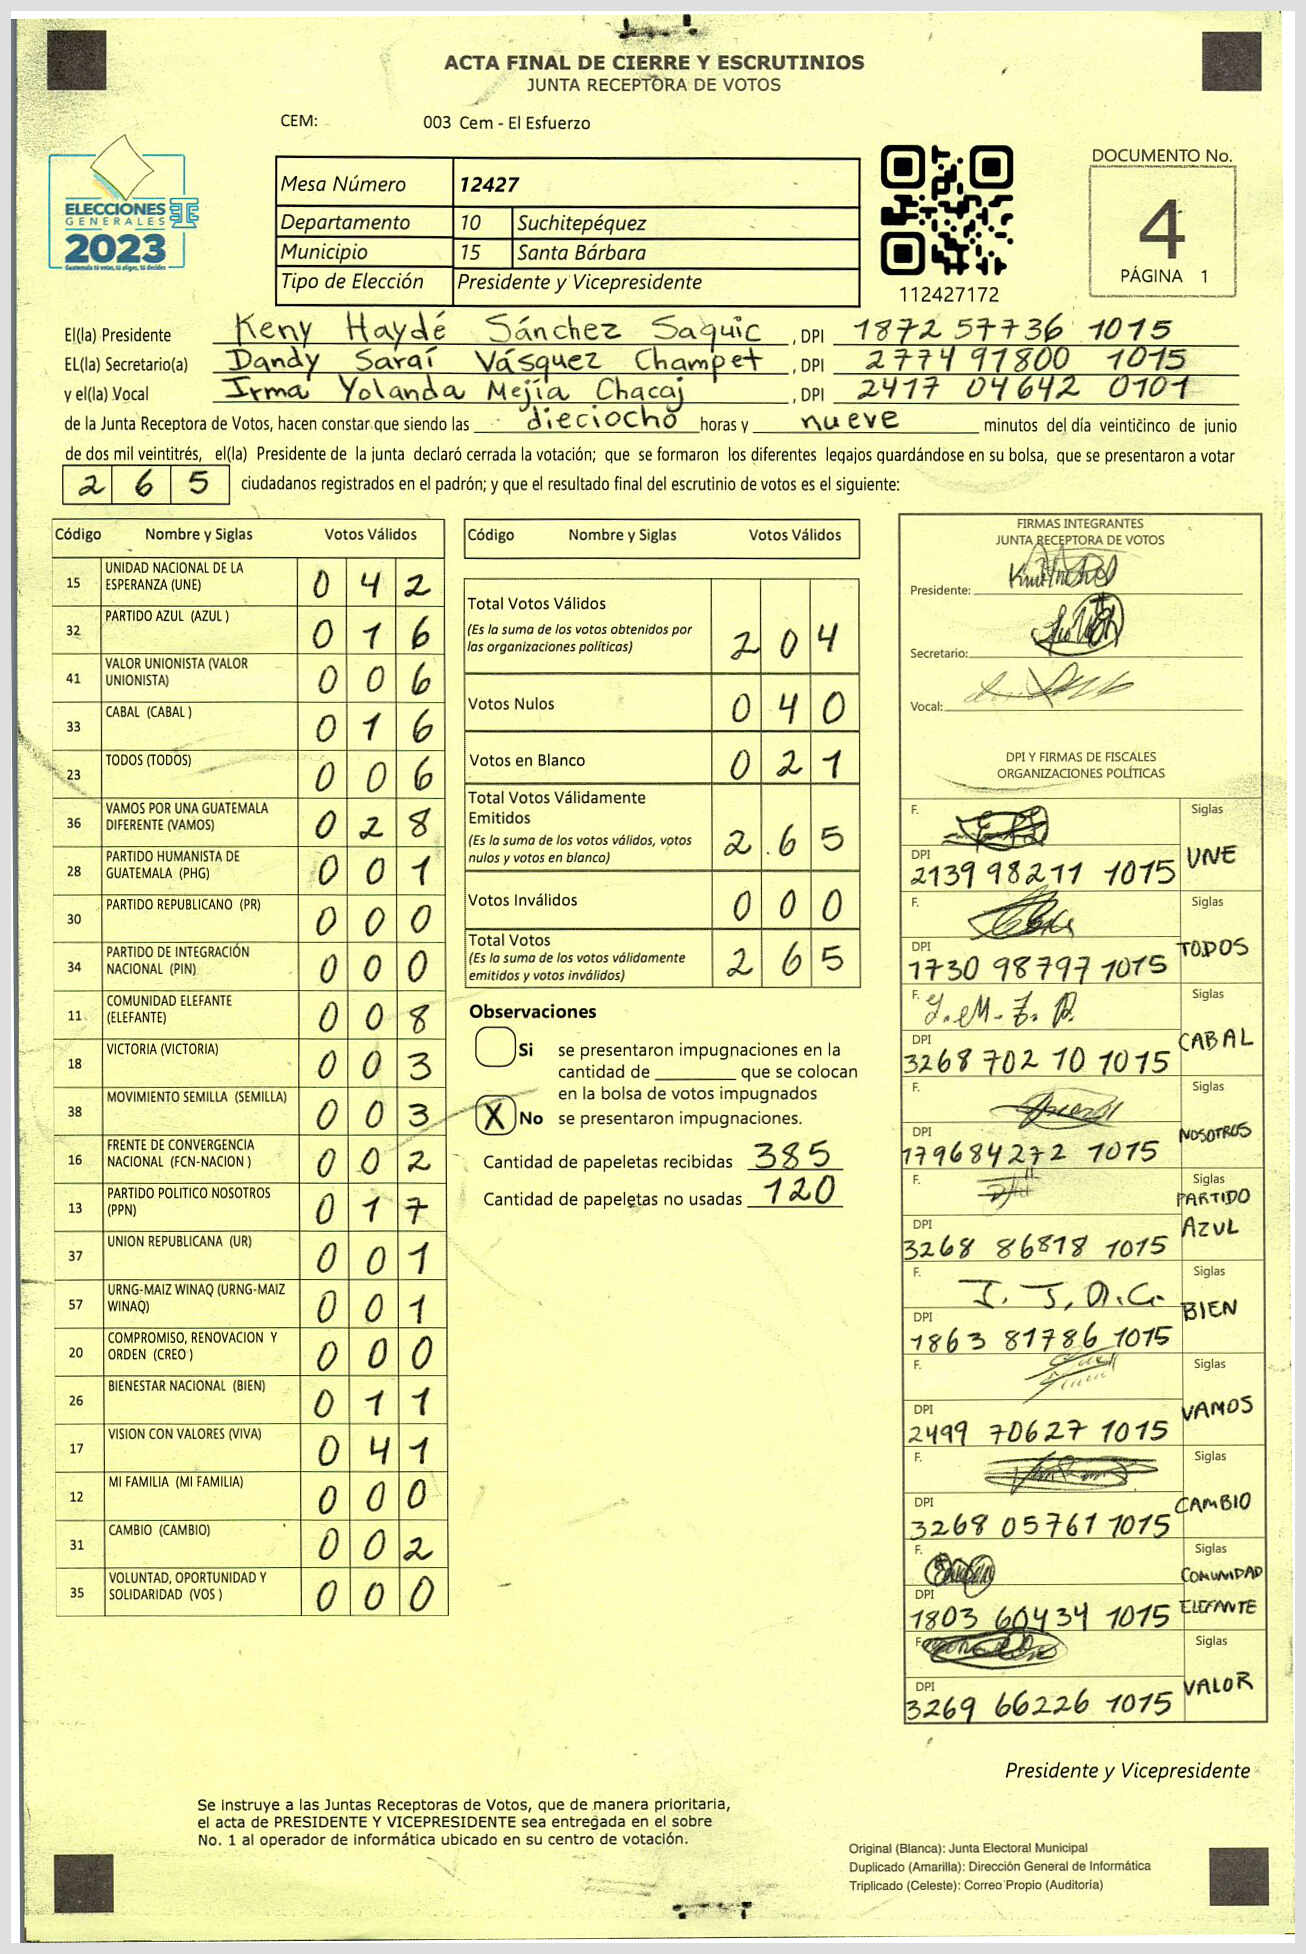 ACTA FINAL DE CIERRE Y ESCRUTINIOS
JUNTA RECEPTORA DE VOTOS
CEM: 003 Cem - El Esfuerzo
ELECCIONES
GENERALES
2023
Guatemala tú votas, tú eliges, tú decides
Mesa Número 12427
Departamento 10 Suchitepéquez
Municipio 15 Santa Bárbara
Tipo de Elección Presidente y Vicepresidente
112427172
DOCUMENTO No.
4
PÁGINA 1
El(la) Presidente Keny Haydé Sánchez Saquic, DPI 1872 57736 1015
EL(la) Secretario(a) Dandy Saraí Vásquez Champet, DPI 2774 91800 1015
y el(la) Vocal Irma Yolanda Mejía Chacaj, DPI 2417 04642 0101
de la Junta Receptora de Votos, hacen constar que siendo las dieciocho horas y nueve minutos del día veinticinco de junio
de dos mil veintitrés, el(la) Presidente de la junta declaró cerrada la votación; que se formaron los diferentes legajos guardándose en su bolsa, que se presentaron a votar
2 6 5 ciudadanos registrados en el padrón; y que el resultado final del escrutinio de votos es el siguiente:
Código Nombre y Siglas Votos Válidos
15 UNIDAD NACIONAL DE LA
ESPERANZA (UNE) 0 4 2
32 PARTIDO AZUL (AZUL ) 0 1 6
41 VALOR UNIONISTA (VALOR
UNIONISTA) 0 0 6
33 CABAL (CABAL ) 0 1 6
23 TODOS (TODOS) 0 0 6
36 VAMOS POR UNA GUATEMALA
DIFERENTE (VAMOS) 0 2 8
28 PARTIDO HUMANISTA DE
GUATEMALA (PHG) 0 0 1
30 PARTIDO REPUBLICANO (PR) 0 0 0
34 PARTIDO DE INTEGRACIÓN
NACIONAL (PIN) 0 0 0
11 COMUNIDAD ELEFANTE
(ELEFANTE) 0 0 8
18 VICTORIA (VICTORIA) 0 0 3
38 MOVIMIENTO SEMILLA (SEMILLA) 0 0 3
16 FRENTE DE CONVERGENCIA
NACIONAL (FCN-NACION ) 0 0 2
13 PARTIDO POLITICO NOSOTROS
(PPN) 0 1 7
37 UNION REPUBLICANA (UR) 0 0 1
57 URNG-MAIZ WINAQ (URNG-MAIZ
WINAQ) 0 0 1
20 COMPROMISO, RENOVACION Y
ORDEN (CREO ) 0 0 0
26 BIENESTAR NACIONAL (BIEN) 0 1 1
17 VISION CON VALORES (VIVA) 0 4 1
12 MI FAMILIA (MI FAMILIA) 0 0 0
31 CAMBIO (CAMBIO) 0 0 2
35 VOLUNTAD, OPORTUNIDAD Y
SOLIDARIDAD (VOS ) 0 0 0
Código Nombre y Siglas Votos Válidos
Total Votos Válidos
(Es la suma de los votos obtenidos por
las organizaciones políticas) 2 0 4
Votos Nulos 0 4 0
Votos en Blanco 0 2 1
Total Votos Válidamente
Emitidos
(Es la suma de los votos válidos, votos
nulos y votos en blanco) 2 6 5
Votos Inválidos 0 0 0
Total Votos
(Es la suma de los votos válidamente
emitidos y votos inválidos) 2 6 5
Observaciones
Si se presentaron impugnaciones en la
cantidad de ________ que se colocan
en la bolsa de votos impugnados
X No se presentaron impugnaciones.
Cantidad de papeletas recibidas 385
Cantidad de papeletas no usadas 120
FIRMAS INTEGRANTES
JUNTA RECEPTORA DE VOTOS
Presidente:
Secretario:
Vocal:
DPI Y FIRMAS DE FISCALES
ORGANIZACIONES POLÍTICAS
F. Siglas
DPI 2139 98211 1015 UNE
F. Siglas
DPI 1730 98797 1015 TODOS
F. Siglas
DPI 3268 702 10 1015 CABAL
F. Siglas
DPI 179684272 1015 NOSOTROS
F. Siglas
DPI 3268 86818 1015 PARTIDO AZUL
F. J. J. A. C. Siglas
DPI 1863 81786 1015 BIEN
F. Siglas
DPI 2499 70627 1015 VAMOS
F. Siglas
DPI 3268 05761 1015 CAMBIO
F. Siglas
DPI 1803 60434 1015 COMUNIDAD ELEFANTE
F. Siglas
DPI 3269 66226 1015 VALOR
Presidente y Vicepresidente
Se instruye a las Juntas Receptoras de Votos, que de manera prioritaria,
el acta de PRESIDENTE Y VICEPRESIDENTE sea entregada en el sobre
No. 1 al operador de informática ubicado en su centro de votación.
Original (Blanca): Junta Electoral Municipal
Duplicado (Amarilla): Dirección General de Informática
Triplicado (Celeste): Correo Propio (Auditoría)